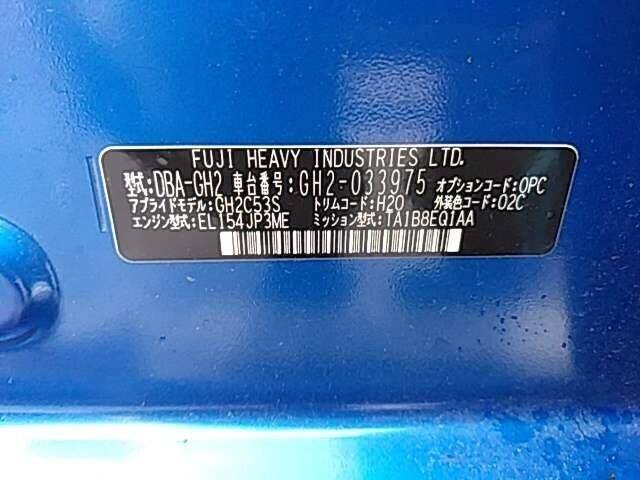 FUJI HEAVY INDUSTRIES LTD.
型式:DBA-GH2 車台番号:GH2-033975 オプションコード:OPC
アプライドモデル:GH2C53S トリムコード:H20 外装色コード:02C
エンジン型式:EL154JP3ME ミッション型式:TA1B8EQ1AA